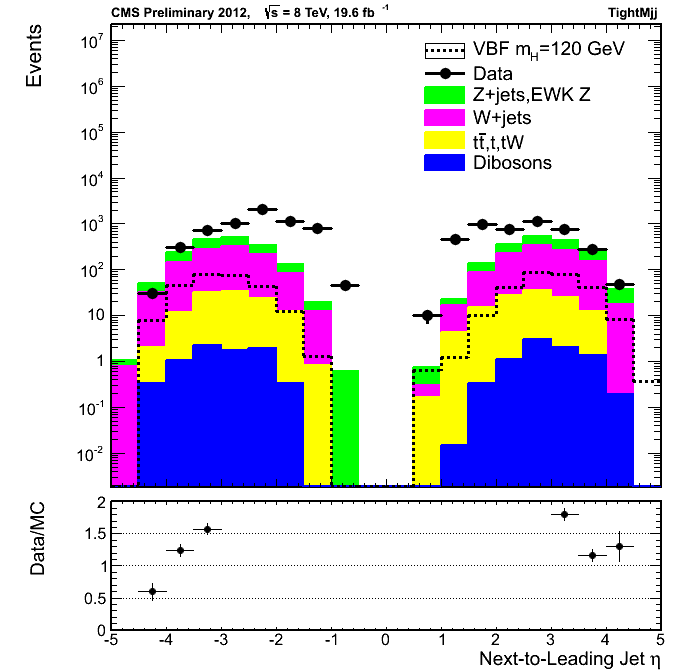 CMS Preliminary 2012, √s = 8 TeV, 19.6 fb⁻¹ TightMjj
Events
10⁷
10⁶
10⁵
10⁴
10³
10²
10
1
10⁻¹
10⁻²
VBF m_H=120 GeV
Data
Z+jets,EWK Z
W+jets
tt̄,t,tW
Dibosons
Data/MC
2
1.5
1
0.5
0
-5 -4 -3 -2 -1 0 1 2 3 4 5
Next-to-Leading Jet η